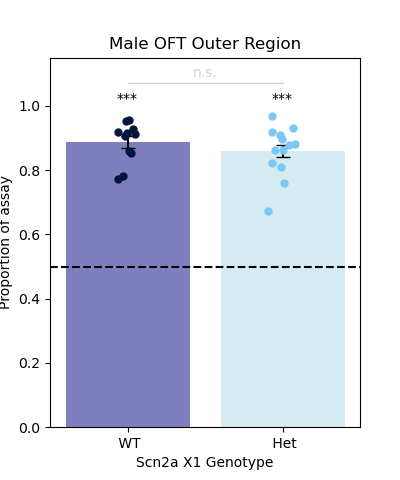 Male OFT Outer Region
n.s.
*** ***
1.0
0.8
0.6
0.4
0.2
0.0
Proportion of assay
WT Het
Scn2a X1 Genotype